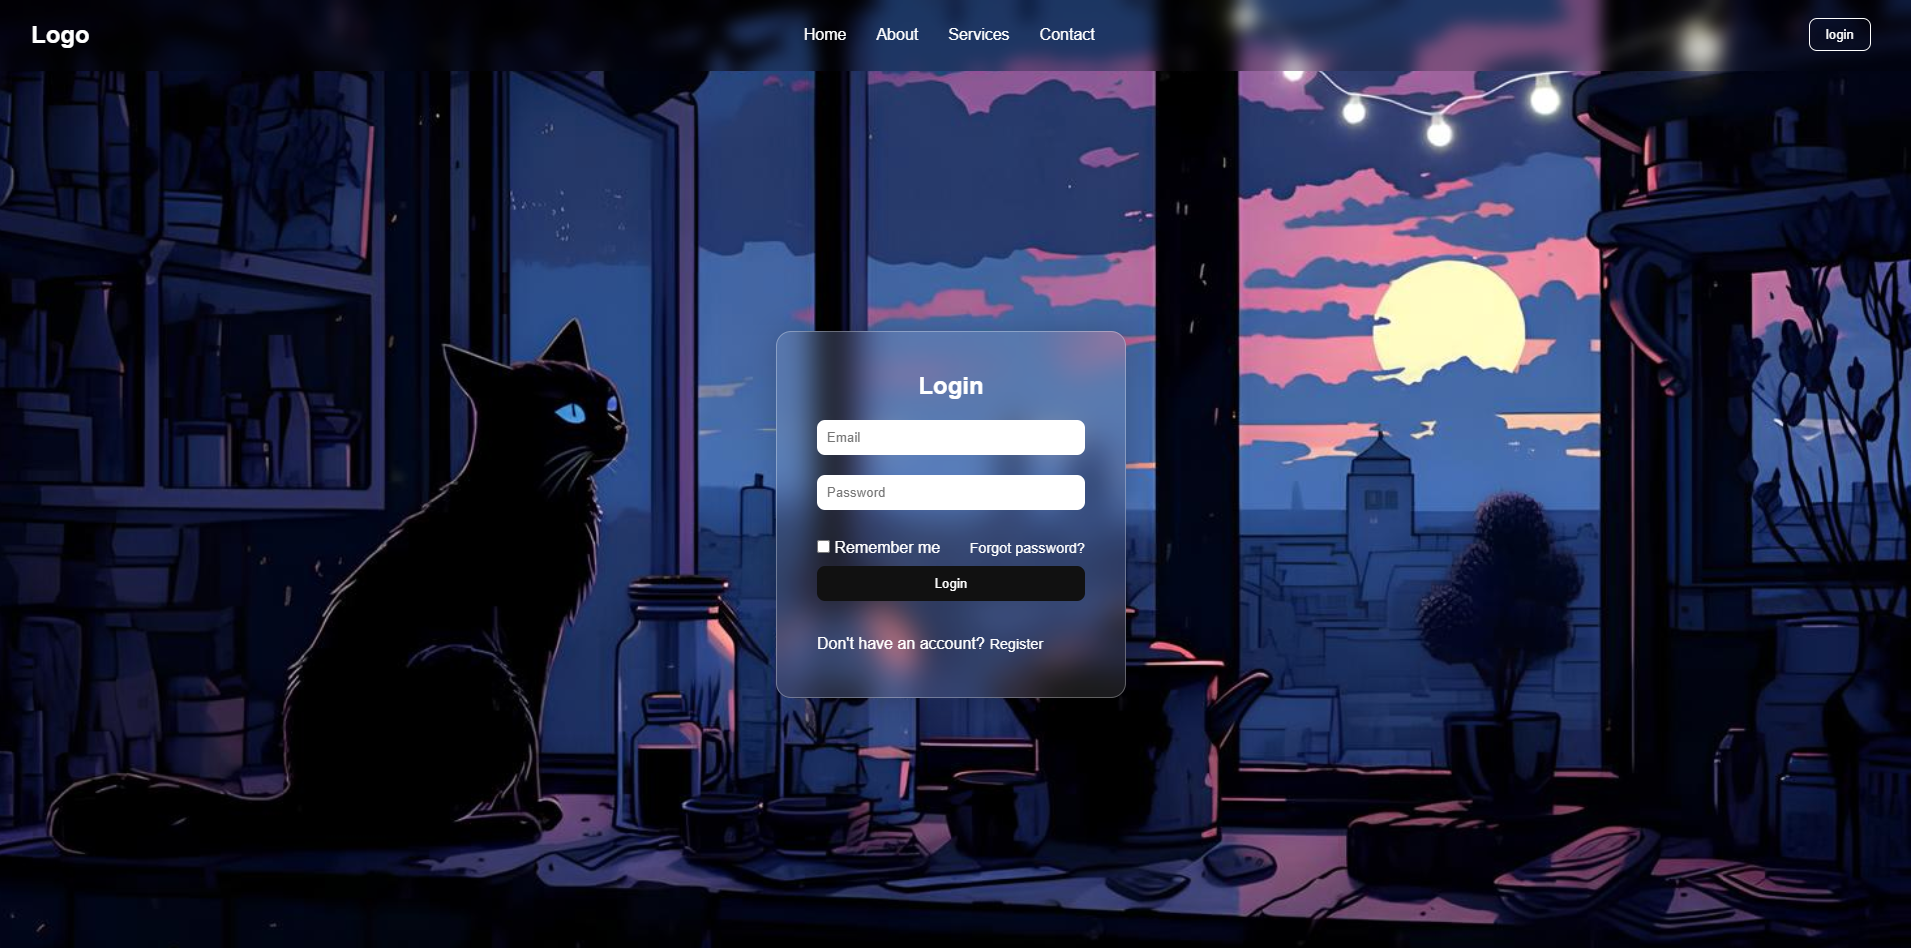 Logo
Home About Services Contact
login
Login
Email
Password
Remember me Forgot password?
Login
Don't have an account? Register